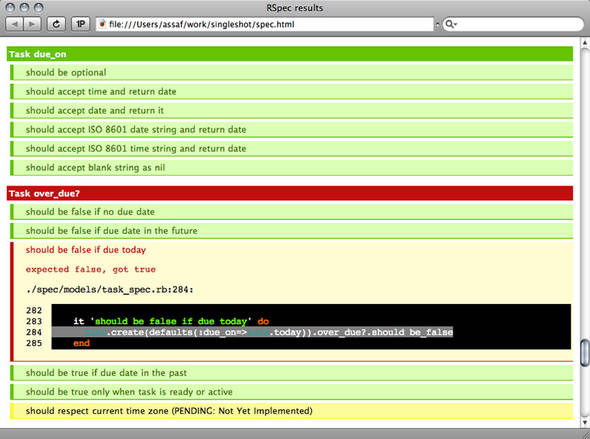 RSpec results
1P
file:///Users/assaf/work/singleshot/spec.html
Task due_on
should be optional
should accept time and return date
should accept date and return it
should accept ISO 8601 date string and return date
should accept ISO 8601 time string and return date
should accept blank string as nil
Task over_due?
should be false if no due date
should be false if due date in the future
should be false if due today
expected false, got true
./spec/models/task_spec.rb:284:
282
283 it 'should be false if due today' do
284 .create(defaults(:due_on=> .today)).over_due?.should be_false
285 end
should be true if due date in the past
should be true only when task is ready or active
should respect current time zone (PENDING: Not Yet Implemented)